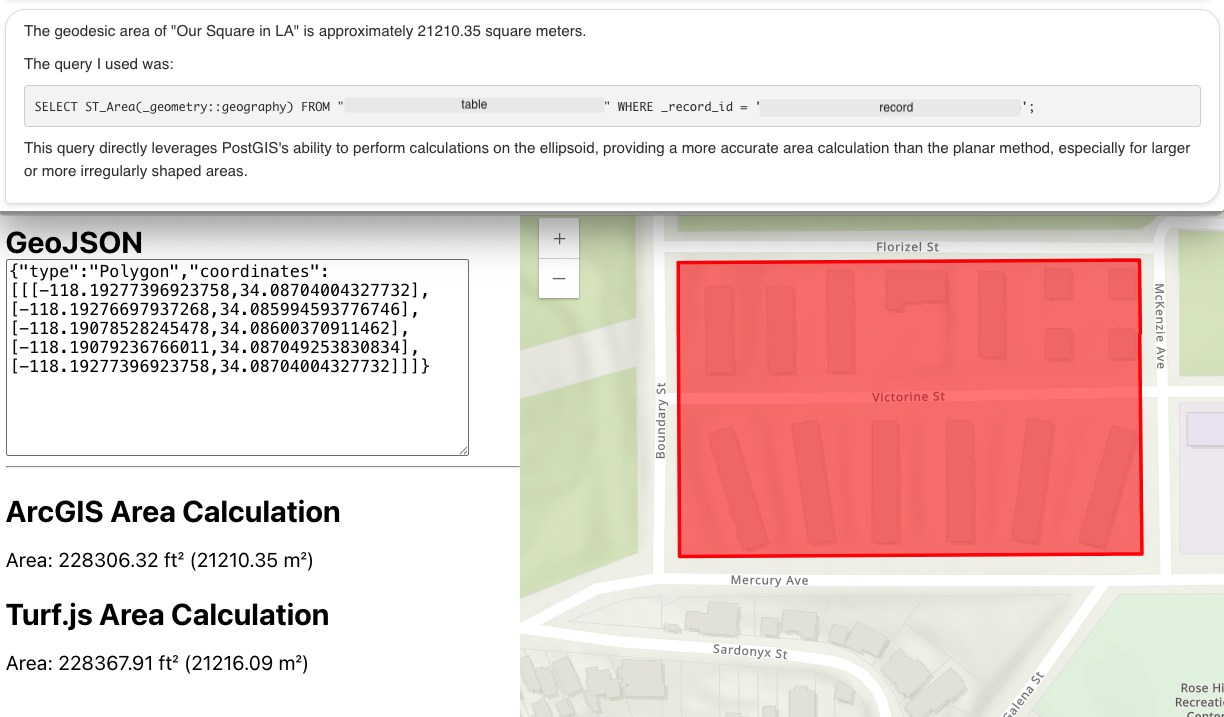 The geodesic area of "Our Square in LA" is approximately 21210.35 square meters.
The query I used was:
SELECT ST_Area(_geometry::geography) FROM " table " WHERE _record_id = ' record ';
This query directly leverages PostGIS's ability to perform calculations on the ellipsoid, providing a more accurate area calculation than the planar method, especially for larger
or more irregularly shaped areas.
GeoJSON
{"type":"Polygon","coordinates":
[[[-118.19277396923758,34.08704004327732],
[-118.19276697937268,34.085994593776746],
[-118.19078528245478,34.08600370911462],
[-118.19079236766011,34.087049253830834],
[-118.19277396923758,34.08704004327732]]]}
ArcGIS Area Calculation
Area: 228306.32 ft² (21210.35 m²)
Turf.js Area Calculation
Area: 228367.91 ft² (21216.09 m²)
+
−
Florizel St
McKenzie Ave
Boundary St
Victorine St
Mercury Ave
Sardonyx St
Galena St
Rose Hi
Recreati
Center